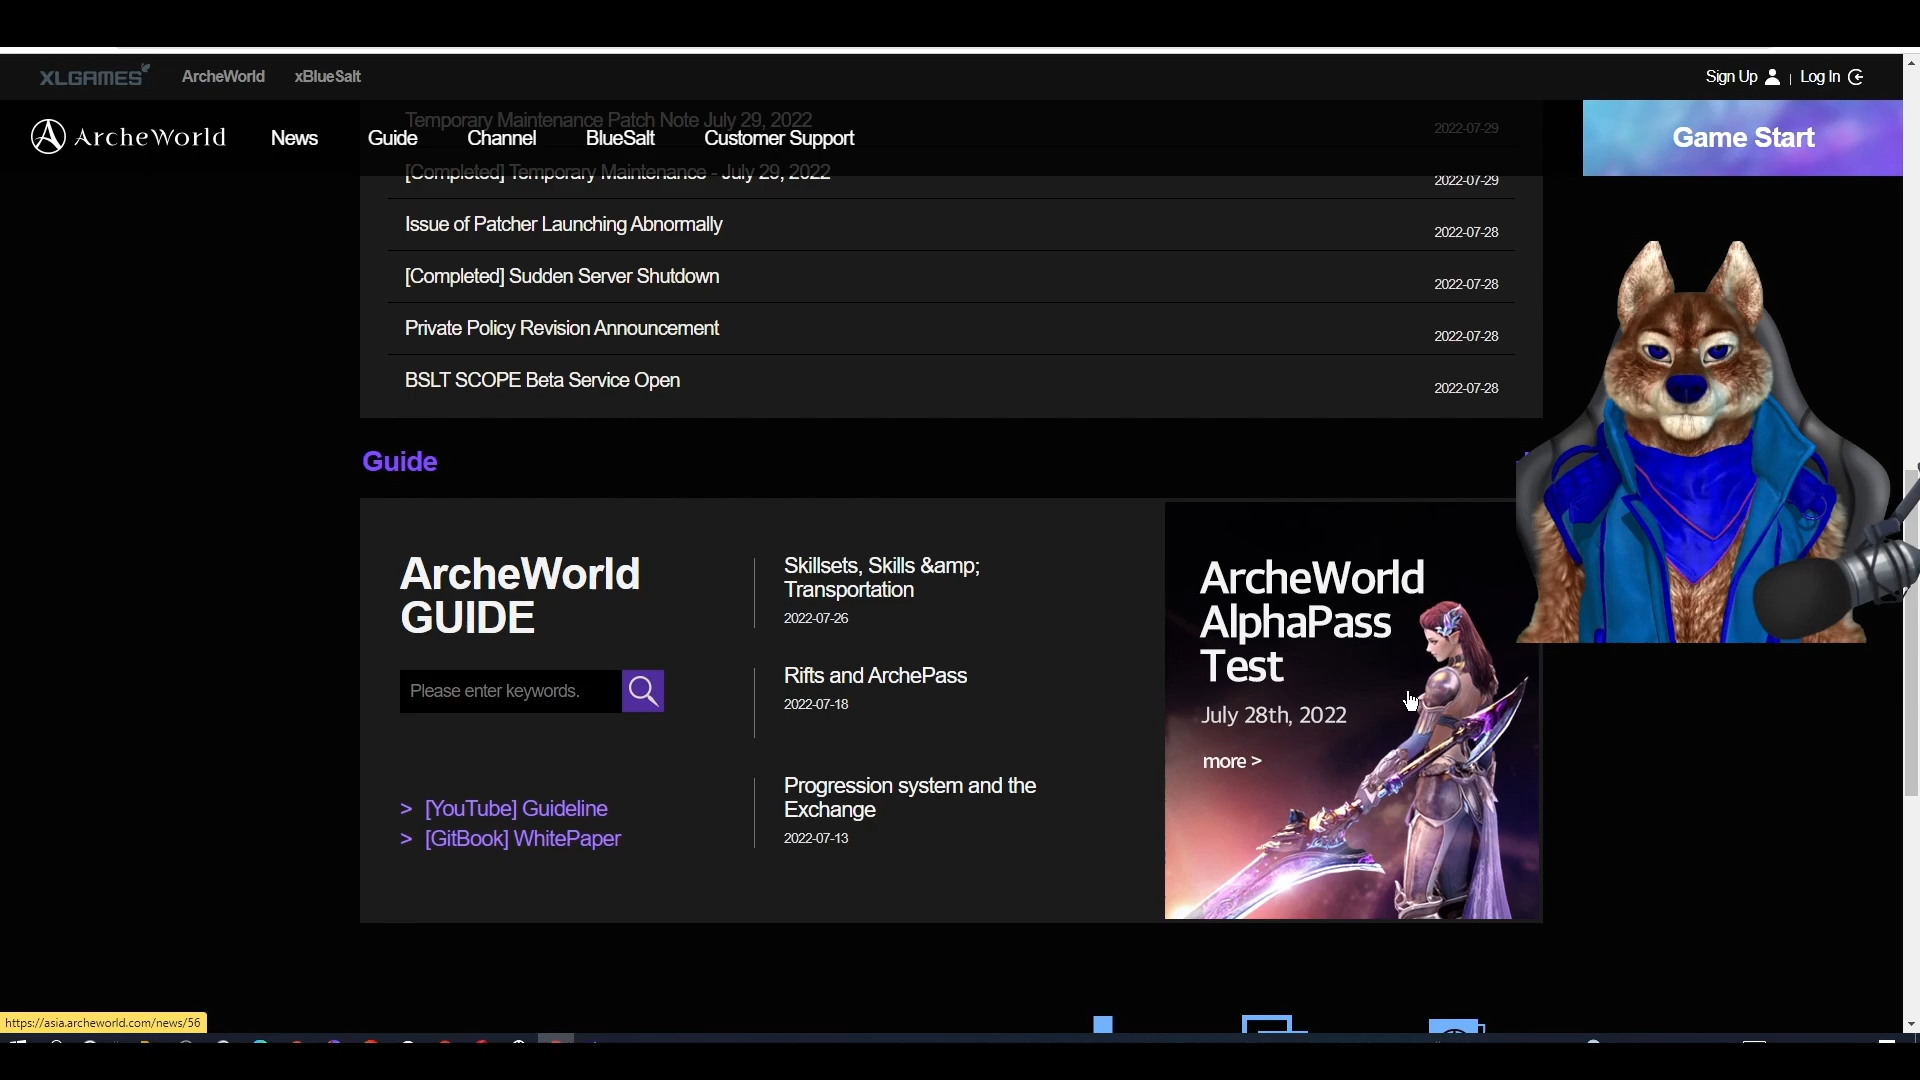 XLGAMES ArcheWorld xBlueSalt Sign Up | Log In
Temporary Maintenance Patch Note July 29, 2022 2022-07-29
ArcheWorld News Guide Channel BlueSalt Customer Support Game Start
[Completed] Temporary Maintenance - July 29, 2022 2022-07-29
Issue of Patcher Launching Abnormally 2022-07-28
[Completed] Sudden Server Shutdown 2022-07-28
Private Policy Revision Announcement 2022-07-28
BSLT SCOPE Beta Service Open 2022-07-28
Guide
ArcheWorld
GUIDE
Please enter keywords.
> [YouTube] Guideline
> [GitBook] WhitePaper
Skillsets, Skills &amp;
Transportation
2022-07-26
Rifts and ArchePass
2022-07-18
Progression system and the
Exchange
2022-07-13
ArcheWorld
AlphaPass
Test
July 28th, 2022
more >
https://asia.archeworld.com/news/56